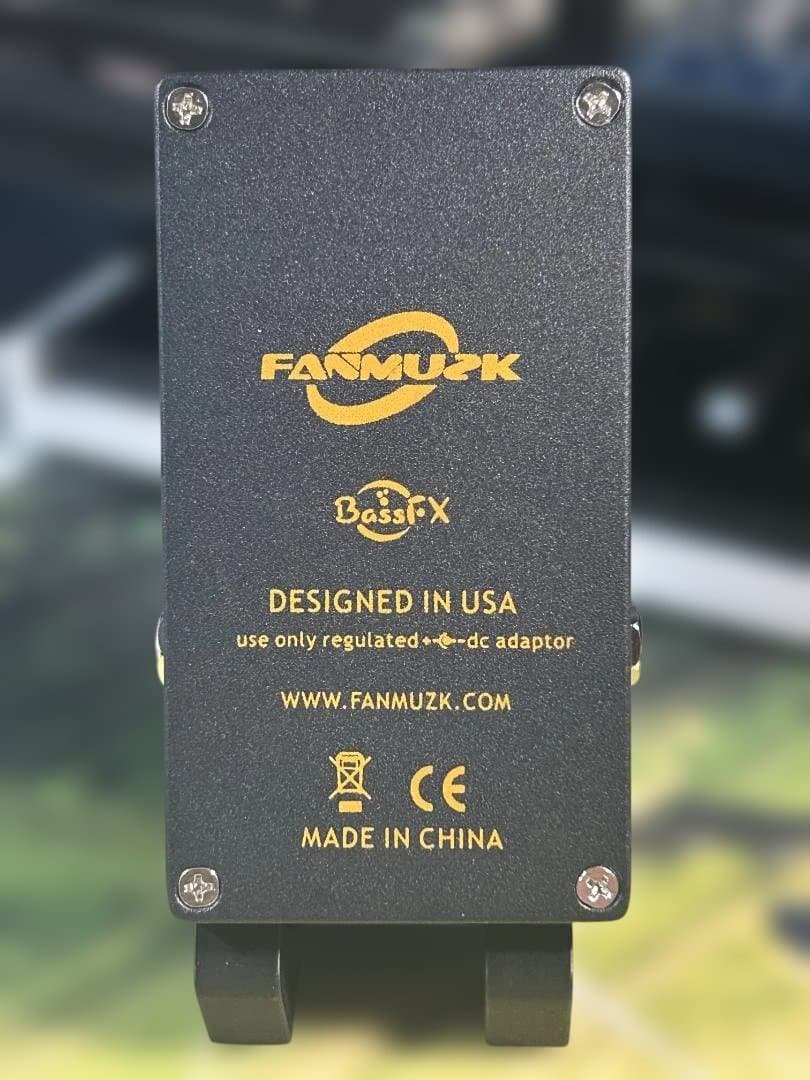 FANMUZK
BassFX
DESIGNED IN USA
use only regulated + - dc adaptor
WWW.FANMUZK.COM
CE
MADE IN CHINA